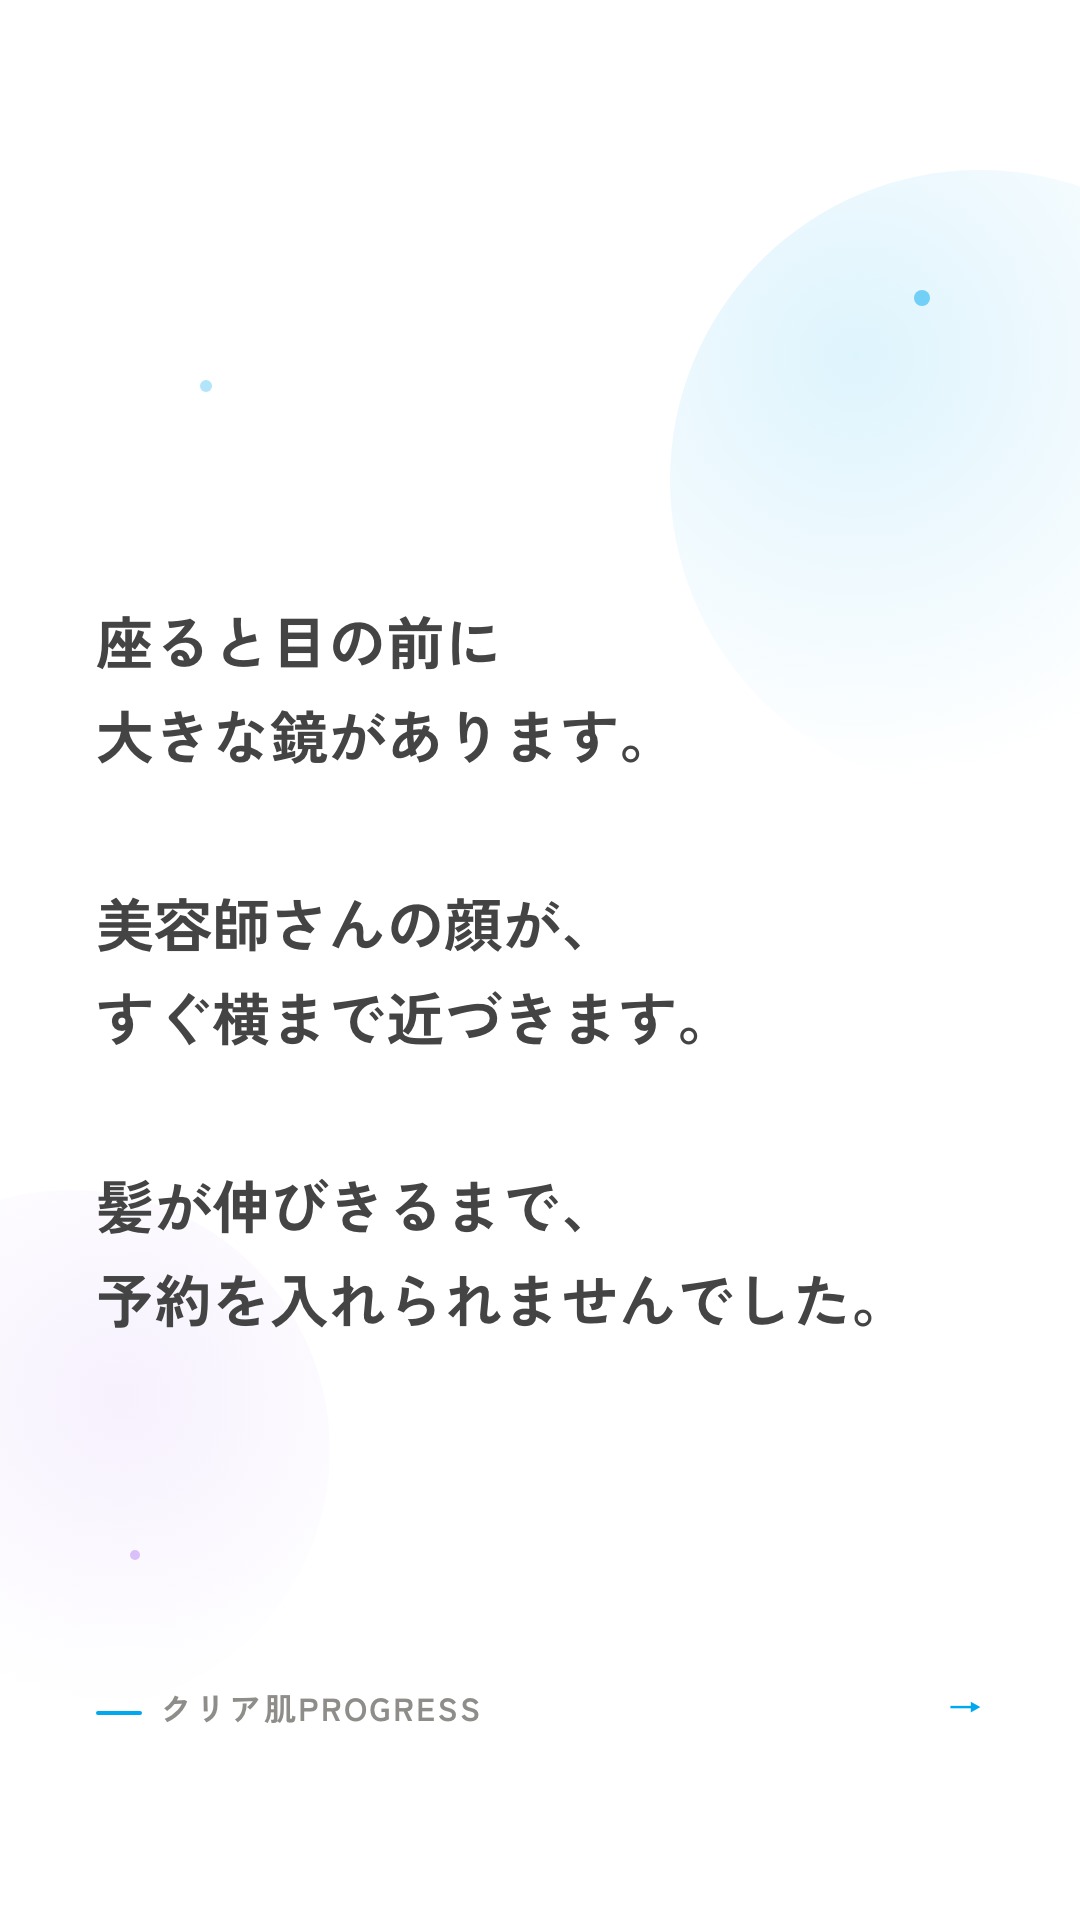 座ると目の前に
大きな鏡があります。
美容師さんの顔が、
すぐ横まで近づきます。
髪が伸びきるまで、
予約を入れられませんでした。
クリア肌PROGRESS
→